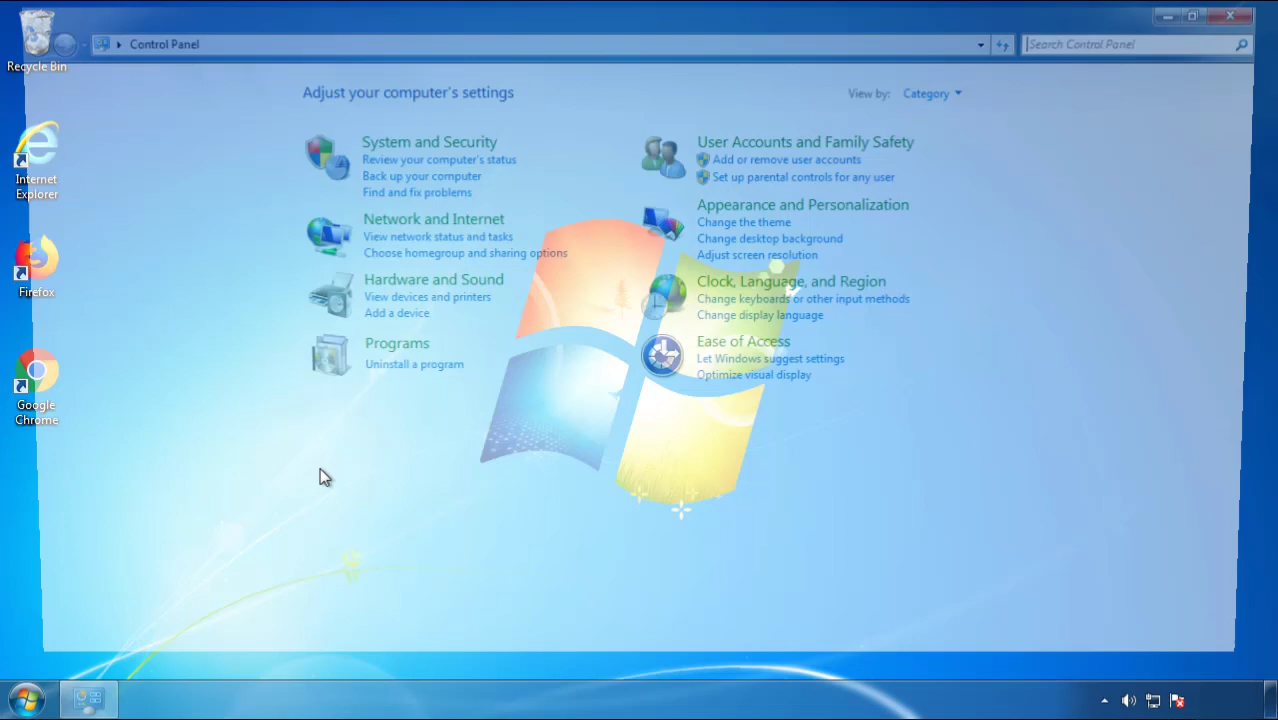 Recycle Bin
Internet
Explorer
Firefox
Google
Chrome
Control Panel
Search Control Panel
Adjust your computer's settings
View by: Category
System and Security
Review your computer's status
Back up your computer
Find and fix problems
Network and Internet
View network status and tasks
Choose homegroup and sharing options
Hardware and Sound
View devices and printers
Add a device
Programs
Uninstall a program
User Accounts and Family Safety
Add or remove user accounts
Set up parental controls for any user
Appearance and Personalization
Change the theme
Change desktop background
Adjust screen resolution
Clock, Language, and Region
Change keyboards or other input methods
Change display language
Ease of Access
Let Windows suggest settings
Optimize visual display